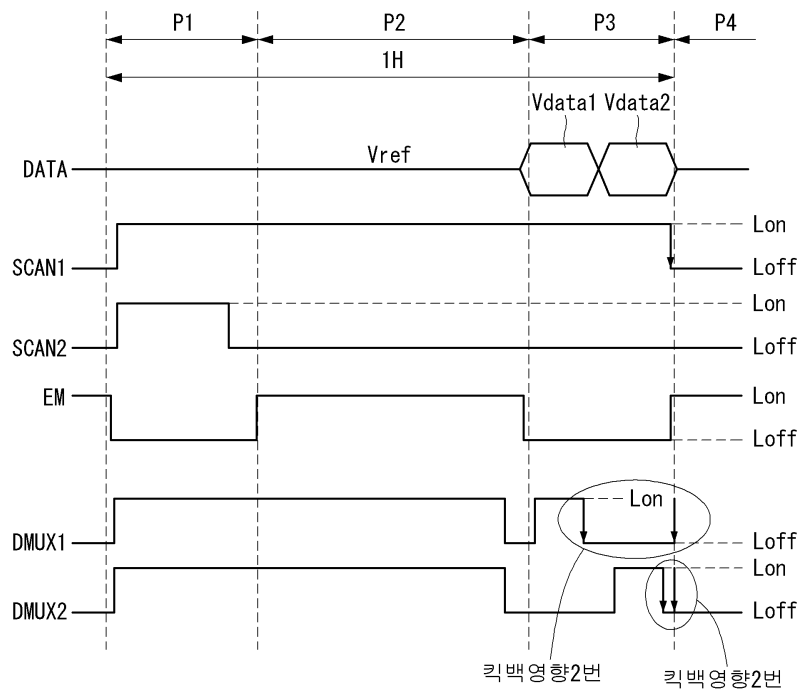 P1 P2 P3 P4
1H
Vdata1 Vdata2
DATA Vref
Lon
SCAN1 Loff
Lon
SCAN2 Loff
EM Lon
Loff
Lon
DMUX1 Loff
Lon
DMUX2 Loff
킥백영향2번 킥백영향2번